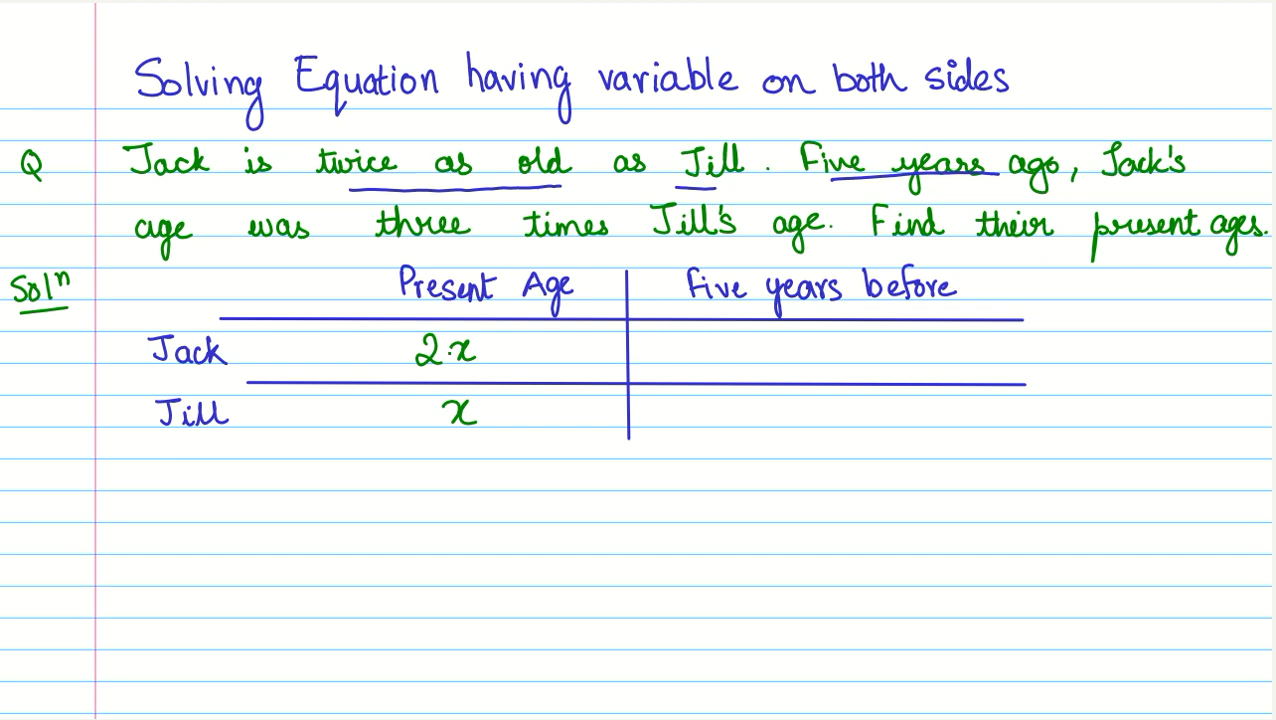 Solving Equation having variable on both sides
Q Jack is twice as old as Jill. Five years ago, Jack's
age was three times Jill's age. Find their present ages.
Solⁿ Present Age Five years before
Jack 2·x
Jill x